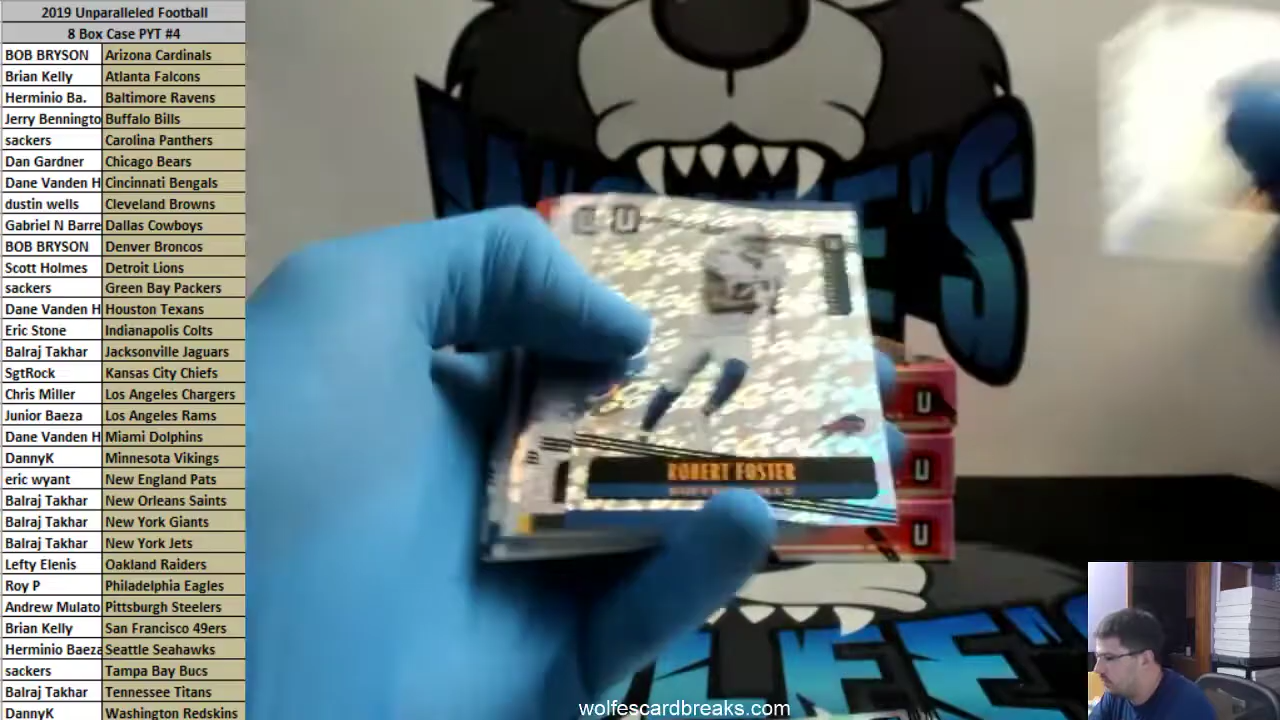 2019 Unparalleled Football
8 Box Case PYT #4
BOB BRYSON Arizona Cardinals
Brian Kelly Atlanta Falcons
Herminio Ba. Baltimore Ravens
Jerry Benningto Buffalo Bills
sackers Carolina Panthers
Dan Gardner Chicago Bears
Dane Vanden H Cincinnati Bengals
dustin wells Cleveland Browns
Gabriel N Barre Dallas Cowboys
BOB BRYSON Denver Broncos
Scott Holmes Detroit Lions
sackers Green Bay Packers
Dane Vanden H Houston Texans
Eric Stone Indianapolis Colts
Balraj Takhar Jacksonville Jaguars
SgtRock Kansas City Chiefs
Chris Miller Los Angeles Chargers
Junior Baeza Los Angeles Rams
Dane Vanden H Miami Dolphins
DannyK Minnesota Vikings
eric wyant New England Pats
Balraj Takhar New Orleans Saints
Balraj Takhar New York Giants
Balraj Takhar New York Jets
Lefty Elenis Oakland Raiders
Roy P Philadelphia Eagles
Andrew Mulato Pittsburgh Steelers
Brian Kelly San Francisco 49ers
Herminio Baeza Seattle Seahawks
sackers Tampa Bay Bucs
Balraj Takhar Tennessee Titans
DannyK Washington Redskins
U
ROBERT FOSTER
U
U
U
wolfescardbreaks.com